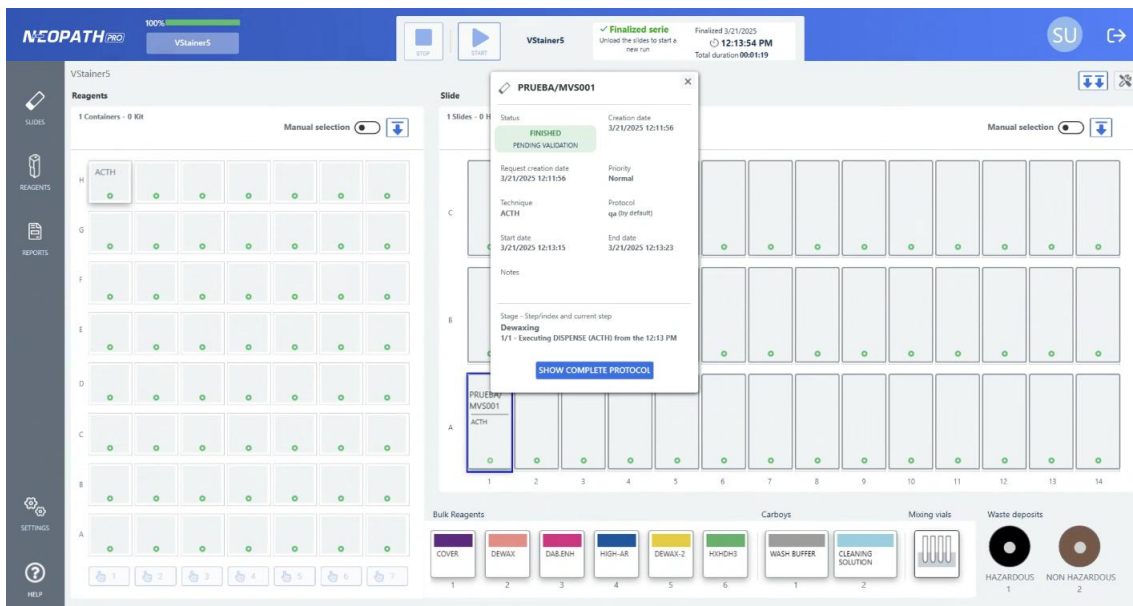 NEOPATH PRO
100%
VStainer5
STOP
START
VStainer5
Finalized serie
Unload the slides to start a
new run
Finalized 3/21/2025
12:13:54 PM
Total duration 00:01:19
SU
SLIDES
REAGENTS
REPORTS
SETTINGS
HELP
VStainer5
Reagents
1 Containers - 0 Kit
Manual selection
H
ACTH
G
F
E
D
C
B
A
1
2
3
4
5
6
7
Slide
1 Slides - 0 H
Manual selection
C
B
A
PRUEBA/
MVS001
ACTH
1
2
3
4
5
6
7
8
9
10
11
12
13
14
PRUEBA/MVS001
Status
FINISHED
PENDING VALIDATION
Creation date
3/21/2025 12:11:56
Request creation date
3/21/2025 12:11:56
Priority
Normal
Technique
ACTH
Protocol
qa (by default)
Start date
3/21/2025 12:13:15
End date
3/21/2025 12:13:23
Notes
Stage - Step/index and current step
Dewaxing
1/1 - Executing DISPENSE (ACTH) from the 12:13 PM
SHOW COMPLETE PROTOCOL
Bulk Reagents
COVER
DEWAX
DAB.ENH
HIGH-AR
DEWAX-2
HXHDH3
1
2
3
4
5
6
Carboys
WASH BUFFER
CLEANING
SOLUTION
1
2
Mixing vials
Waste deposits
HAZARDOUS
1
NON HAZARDOUS
2